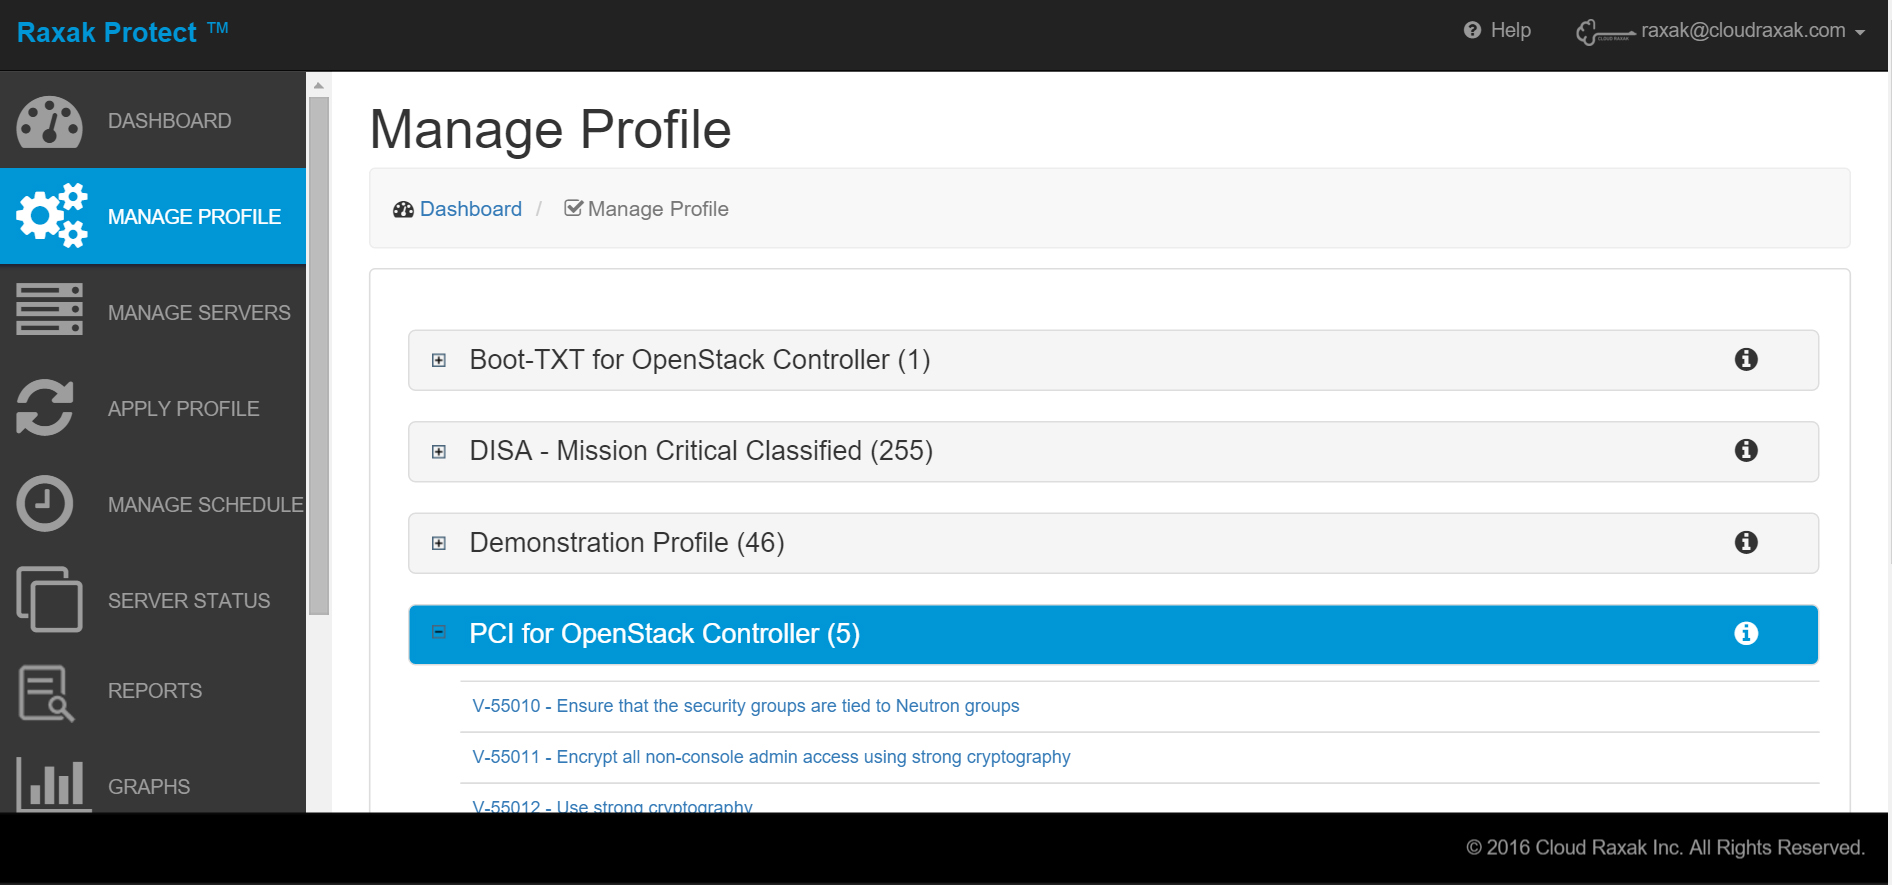 Raxak Protect ™
Help
CLOUD RAXAK
raxak@cloudraxak.com
DASHBOARD
MANAGE PROFILE
MANAGE SERVERS
APPLY PROFILE
MANAGE SCHEDULE
SERVER STATUS
REPORTS
GRAPHS
Manage Profile
Dashboard / Manage Profile
Boot-TXT for OpenStack Controller (1)
DISA - Mission Critical Classified (255)
Demonstration Profile (46)
PCI for OpenStack Controller (5)
V-55010 - Ensure that the security groups are tied to Neutron groups
V-55011 - Encrypt all non-console admin access using strong cryptography
V-55012 - Use strong cryptography
© 2016 Cloud Raxak Inc. All Rights Reserved.